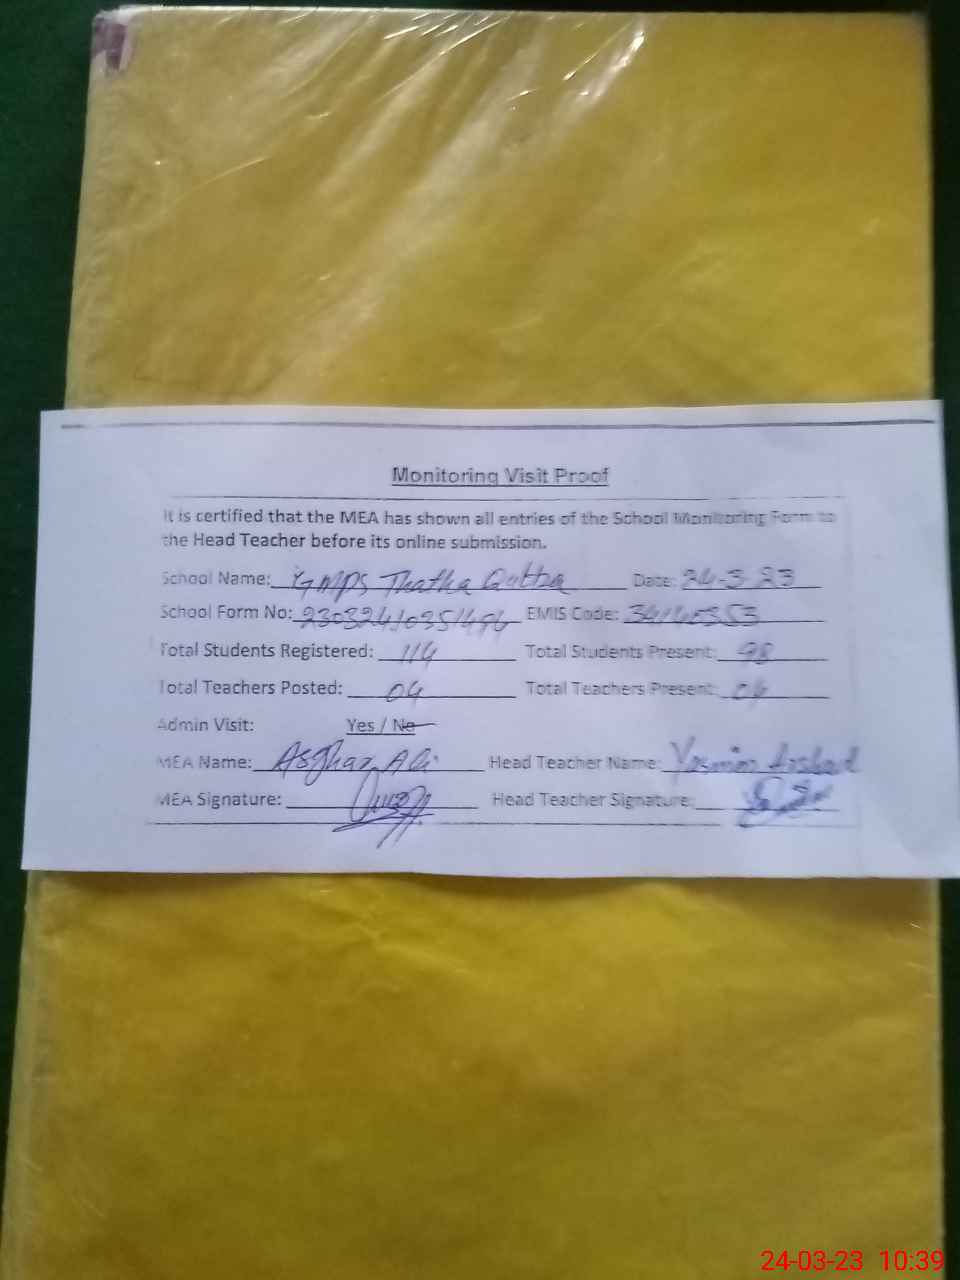 Monitoring Visit Proof
It is certified that the MEA has shown all entries of the School Monitoring Form to
the Head Teacher before its online submission.
School Name: GMPS Thatha Date: 24-3-23
School Form No: EMIS Code:
Total Students Registered: 114 Total Students Present: 98
Total Teachers Posted: 04 Total Teachers Present: 04
Admin Visit: Yes / No
MEA Name: Asghar Ali Head Teacher Name: Yasmin Arshad
MEA Signature: Head Teacher Signature:
24-03-23 10:39